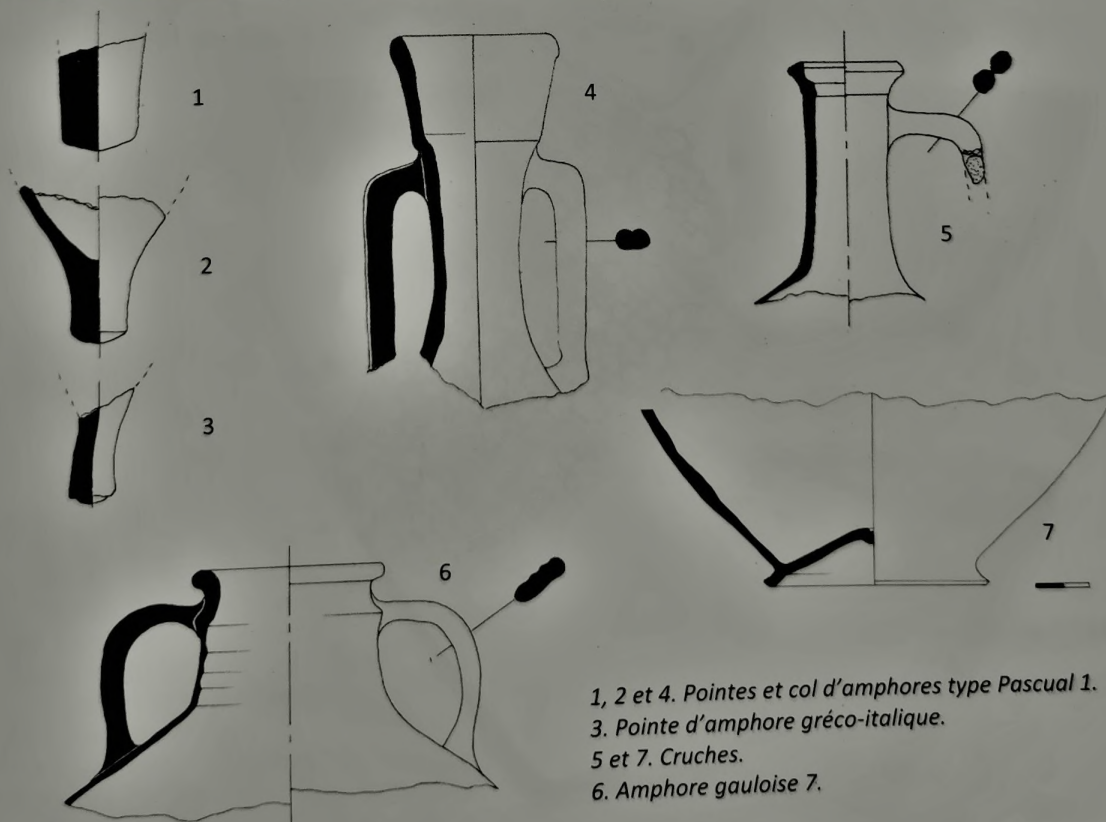 1
4
5
2
3
6
7
1, 2 et 4. Pointes et col d'amphores type Pascual 1.
3. Pointe d'amphore gréco-italique.
5 et 7. Cruches.
6. Amphore gauloise 7.